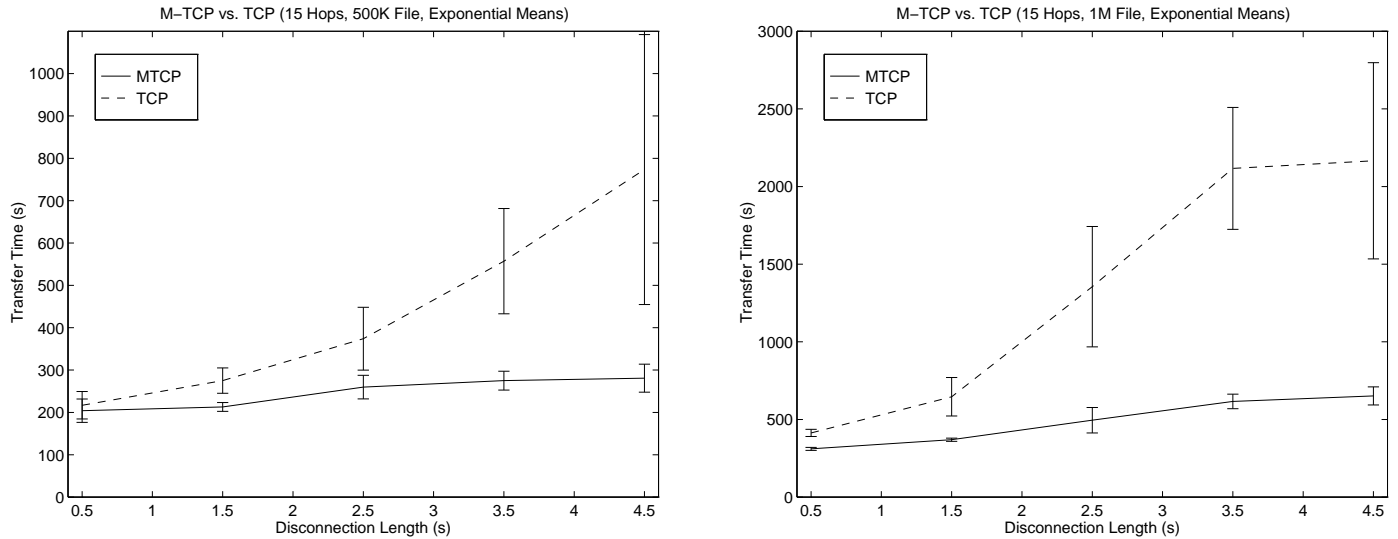 M−TCP vs. TCP (15 Hops, 500K File, Exponential Means)
MTCP
TCP
Transfer Time (s)
1000
900
800
700
600
500
400
300
200
100
0
0.5 1 1.5 2 2.5 3 3.5 4 4.5
Disconnection Length (s)
M−TCP vs. TCP (15 Hops, 1M File, Exponential Means)
MTCP
TCP
Transfer Time (s)
3000
2500
2000
1500
1000
500
0
0.5 1 1.5 2 2.5 3 3.5 4 4.5
Disconnection Length (s)